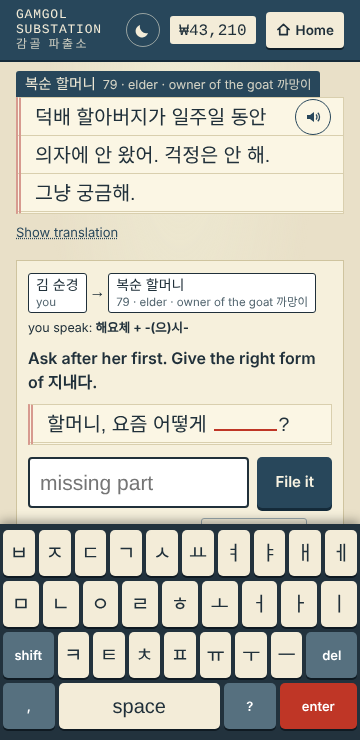 GAMGOL
SUBSTATION
감골 파출소
₩43,210
Home
복순 할머니 79 · elder · owner of the goat 까망이
덕배 할아버지가 일주일 동안
의자에 안 왔어. 걱정은 안 해.
그냥 궁금해.
Show translation
김 순경
you
→
복순 할머니
79 · elder · owner of the goat 까망이
you speak: 해요체 + -(으)시-
Ask after her first. Give the right form
of 지내다.
할머니, 요즘 어떻게 ______?
missing part
File it
ㅂ ㅈ ㄷ ㄱ ㅅ ㅛ ㅕ ㅑ ㅐ ㅔ
ㅁ ㄴ ㅇ ㄹ ㅎ ㅗ ㅓ ㅏ ㅣ
shift ㅋ ㅌ ㅊ ㅍ ㅠ ㅜ ㅡ del
, space ? enter